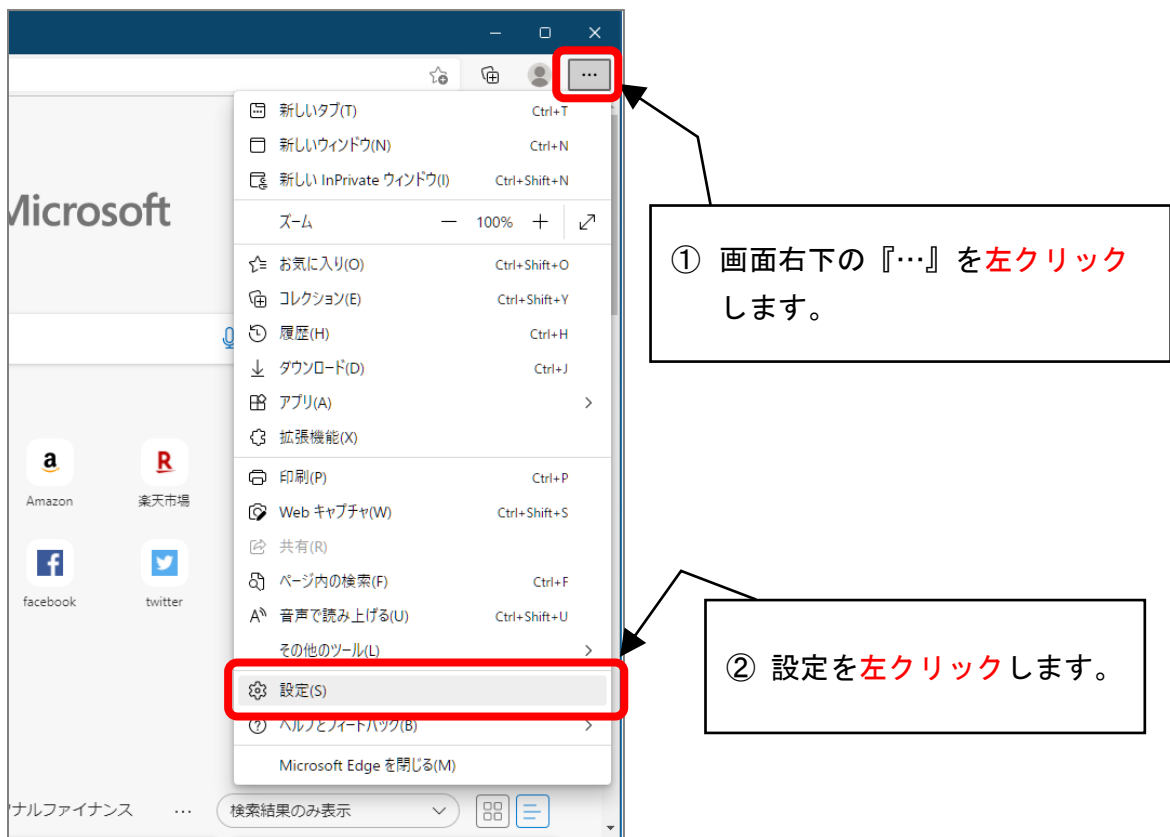 …
新しいタブ(T) Ctrl+T
新しいウィンドウ(N) Ctrl+N
新しい InPrivate ウィンドウ(I) Ctrl+Shift+N
Microsoft
ズーム — 100% +
お気に入り(O) Ctrl+Shift+O
コレクション(E) Ctrl+Shift+Y
履歴(H) Ctrl+H
ダウンロード(D) Ctrl+J
アプリ(A)
拡張機能(X)
印刷(P) Ctrl+P
Web キャプチャ(W) Ctrl+Shift+S
共有(R)
ページ内の検索(F) Ctrl+F
音声で読み上げる(U) Ctrl+Shift+U
その他のツール(L)
設定(S)
ヘルプとフィードバック(B)
Microsoft Edge を閉じる(M)
a
R
Amazon
楽天市場
f
facebook
twitter
ナルファイナンス … 検索結果のみ表示
① 画面右下の『…』を左クリック
します。
② 設定を左クリックします。